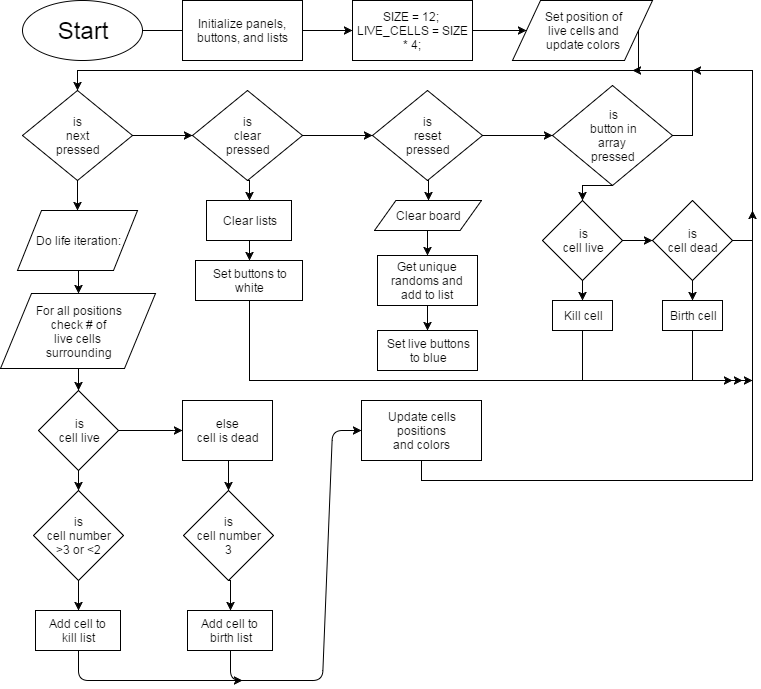 Start
Initialize panels,
buttons, and lists
SIZE = 12;
LIVE_CELLS = SIZE
* 4;
Set position of
live cells and
update colors
is
next
pressed
is
clear
pressed
is
reset
pressed
is
button in
array
pressed
Do life iteration:
Clear lists
Clear board
is
cell live
is
cell dead
Set buttons to
white
Get unique
randoms and
add to list
For all positions
check # of
live cells
surrounding
Kill cell
Birth cell
Set live buttons
to blue
is
cell live
else
cell is dead
Update cells
positions
and colors
is
cell number
>3 or <2
is
cell number
3
Add cell to
kill list
Add cell to
birth list